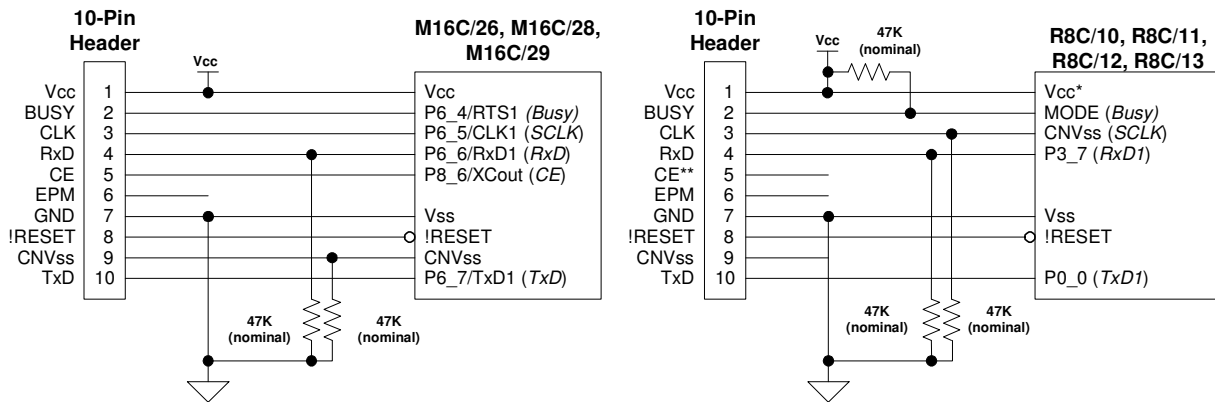 10-Pin
Header
Vcc
M16C/26, M16C/28,
M16C/29
Vcc 1 Vcc
BUSY 2 P6_4/RTS1 (Busy)
CLK 3 P6_5/CLK1 (SCLK)
RxD 4 P6_6/RxD1 (RxD)
CE 5 P8_6/XCout (CE)
EPM 6
GND 7 Vss
!RESET 8 !RESET
CNVss 9 CNVss
TxD 10 P6_7/TxD1 (TxD)
47K
(nominal)
47K
(nominal)
10-Pin
Header
Vcc
47K
(nominal)
R8C/10, R8C/11,
R8C/12, R8C/13
Vcc 1 Vcc*
BUSY 2 MODE (Busy)
CLK 3 CNVss (SCLK)
RxD 4 P3_7 (RxD1)
CE** 5
EPM 6
GND 7 Vss
!RESET 8 !RESET
CNVss 9
TxD 10 P0_0 (TxD1)
47K
(nominal)
47K
(nominal)